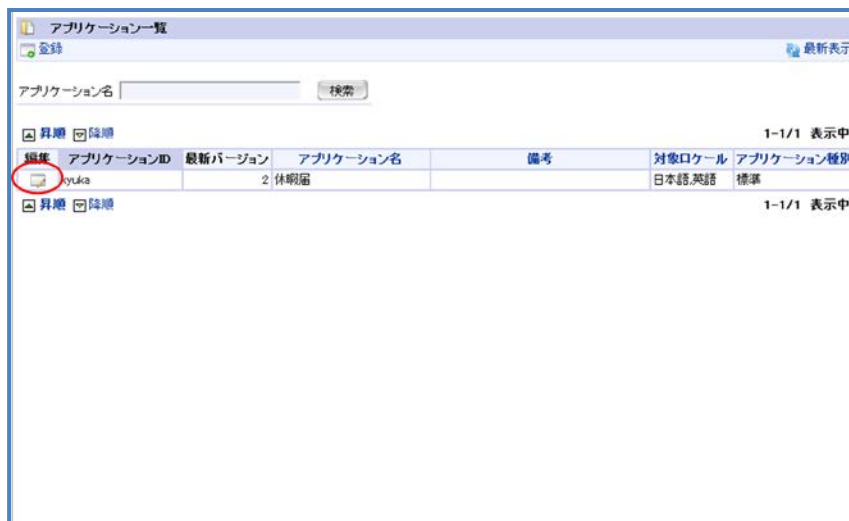 アプリケーション一覧
登録 最新表示
アプリケーション名 検索
昇順 降順 1-1/1 表示中
編集 アプリケーションID 最新バージョン アプリケーション名 備考 対象ロケール アプリケーション種別
kyuka 2 休暇届 日本語,英語 標準
昇順 降順 1-1/1 表示中